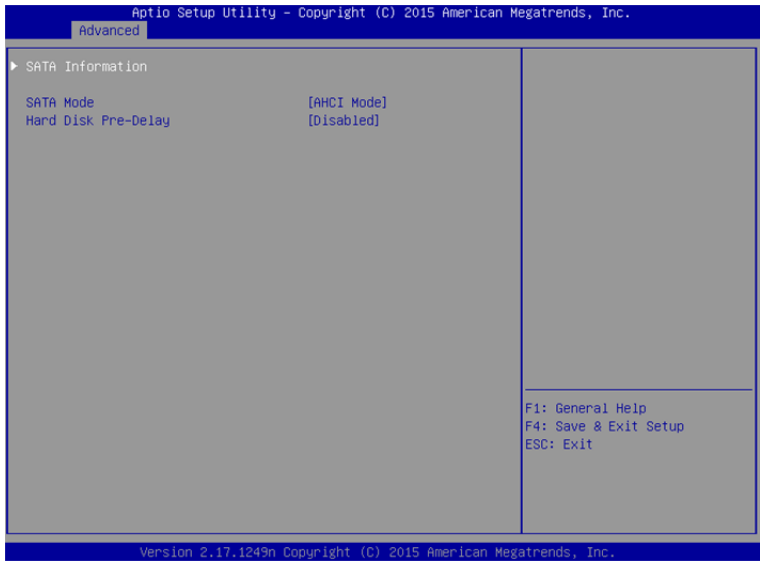 Aptio Setup Utility – Copyright (C) 2015 American Megatrends, Inc.
Advanced
SATA Information
SATA Mode [AHCI Mode]
Hard Disk Pre-Delay [Disabled]
F1: General Help
F4: Save & Exit Setup
ESC: Exit
Version 2.17.1249n Copyright (C) 2015 American Megatrends, Inc.